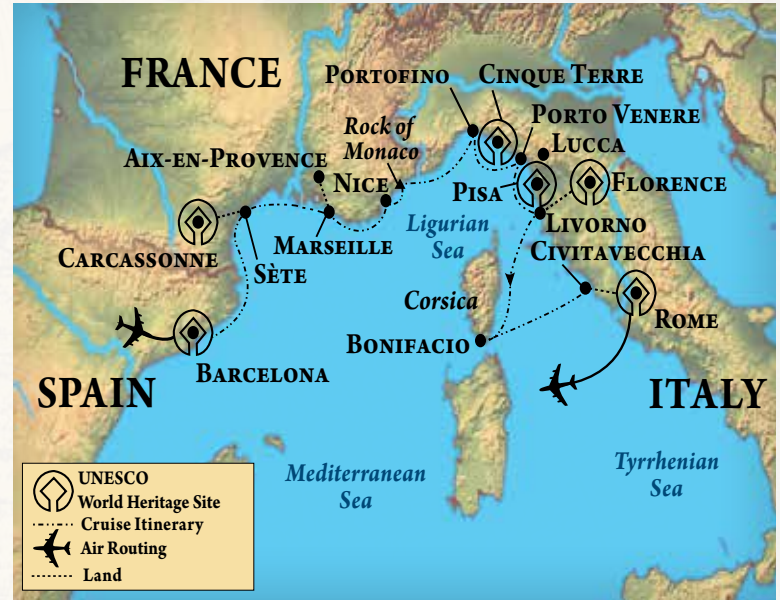 FRANCE
PORTOFINO
CINQUE TERRE
Rock of
Monaco
PORTO VENERE
LUCCA
AIX-EN-PROVENCE
NICE
PISA
FLORENCE
CARCASSONNE
MARSEILLE
Ligurian
Sea
LIVORNO
CIVITAVECCHIA
SÈTE
Corsica
ROME
BONIFACIO
BARCELONA
SPAIN
ITALY
Mediterranean
Sea
Tyrrhenian
Sea
UNESCO
World Heritage Site
Cruise Itinerary
Air Routing
Land